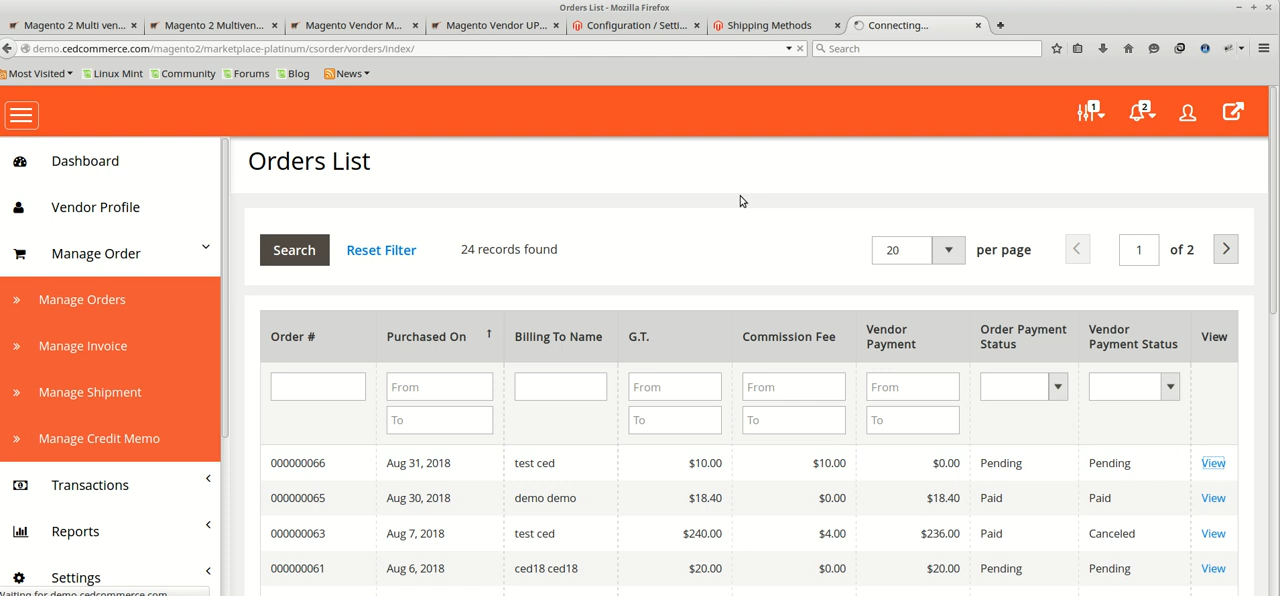 Orders List - Mozilla Firefox
Magento 2 Multi ven... Magento 2 Multiven... Magento Vendor M... Magento Vendor UP... Configuration / Setti... Shipping Methods Connecting...
demo.cedcommerce.com/magento2/marketplace-platinum/csorder/vorders/index/ Search
Most Visited Linux Mint Community Forums Blog News
1 2
Dashboard
Vendor Profile
Manage Order
Manage Orders
Manage Invoice
Manage Shipment
Manage Credit Memo
Transactions
Reports
Settings
Waiting for demo.cedcommerce.com...
Orders List
Search Reset Filter 24 records found 20 per page 1 of 2
Order # Purchased On Billing To Name G.T. Commission Fee Vendor Payment Order Payment Status Vendor Payment Status View
From From From From
To To To To
000000066 Aug 31, 2018 test ced $10.00 $10.00 $0.00 Pending Pending View
000000065 Aug 30, 2018 demo demo $18.40 $0.00 $18.40 Paid Paid View
000000063 Aug 7, 2018 test ced $240.00 $4.00 $236.00 Paid Canceled View
000000061 Aug 6, 2018 ced18 ced18 $20.00 $0.00 $20.00 Pending Pending View